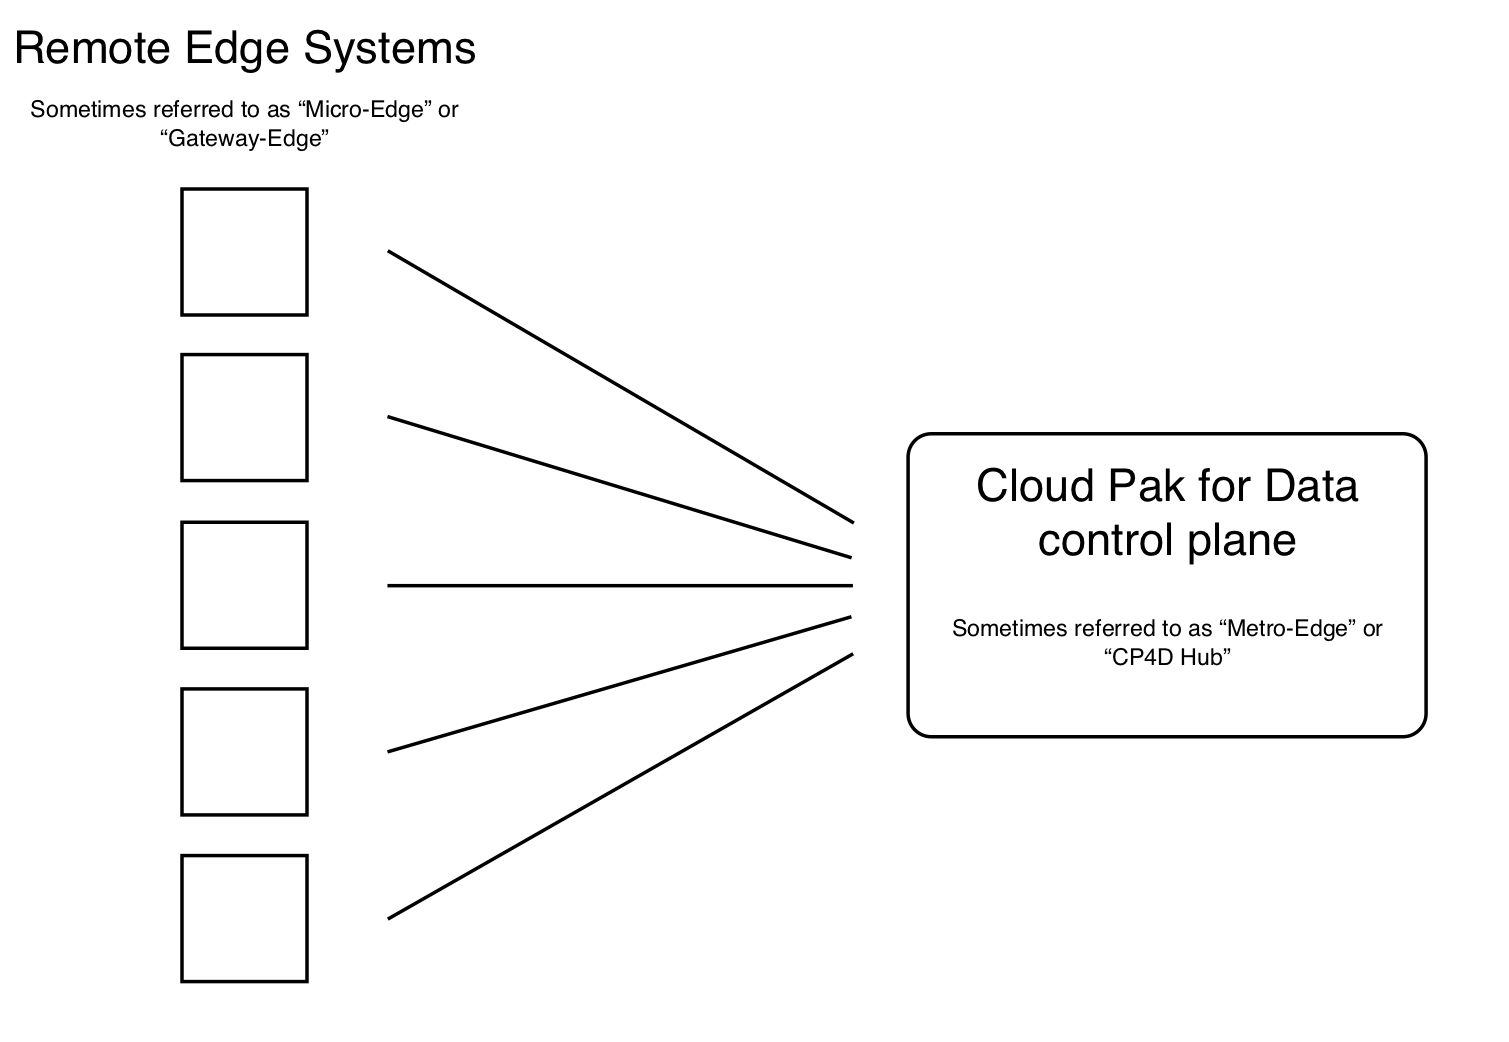 Remote Edge Systems
Sometimes referred to as “Micro-Edge” or
“Gateway-Edge”
Cloud Pak for Data
control plane
Sometimes referred to as “Metro-Edge” or
“CP4D Hub”